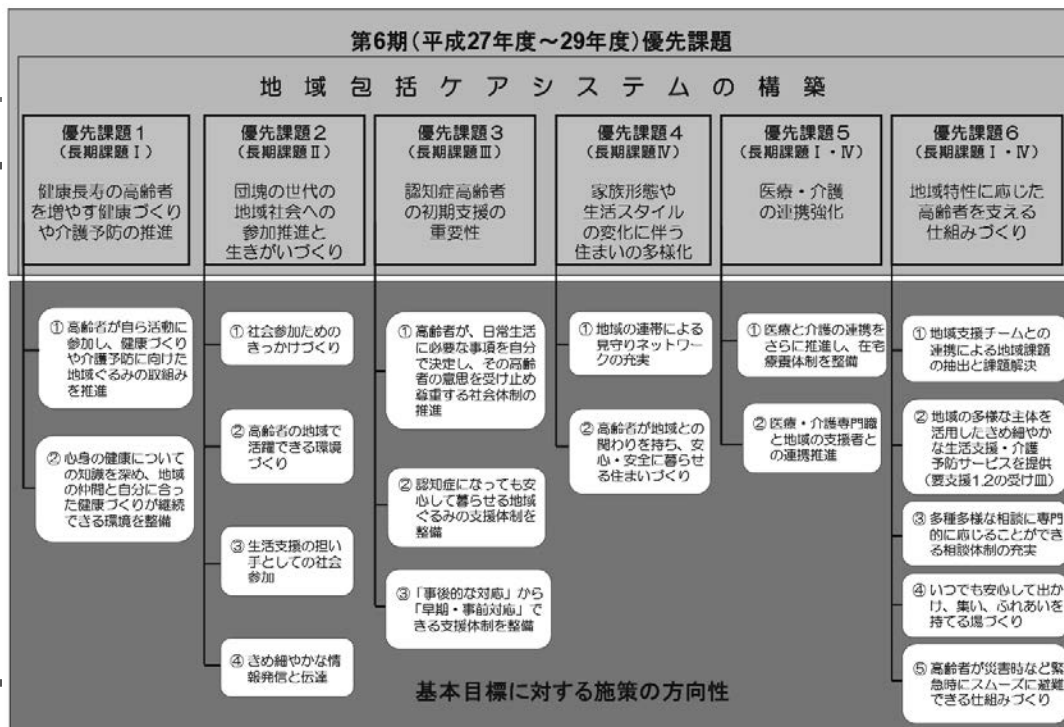 第6期(平成27年度～29年度)優先課題
地域包括ケアシステムの構築
優先課題1
(長期課題Ⅰ)
健康長寿の高齢者
を増やす健康づくり
や介護予防の推進
優先課題2
(長期課題Ⅱ)
団塊の世代の
地域社会への
参加推進と
生きがいづくり
優先課題3
(長期課題Ⅲ)
認知症高齢者
の初期支援の
重要性
優先課題4
(長期課題Ⅳ)
家族形態や
生活スタイル
の変化に伴う
住まいの多様化
優先課題5
(長期課題Ⅰ・Ⅳ)
医療・介護
の連携強化
優先課題6
(長期課題Ⅰ・Ⅳ)
地域特性に応じた
高齢者を支える
仕組みづくり
① 高齢者が自ら活動に
参加し、健康づくり
や介護予防に向けた
地域ぐるみの取組み
を推進
② 心身の健康について
の知識を深め、地域
の仲間と自分に合っ
た健康づくりが継続
できる環境を整備
① 社会参加ための
きっかけづくり
② 高齢者の地域で
活躍できる環境
づくり
③ 生活支援の担い
手としての社会
参加
④ きめ細やかな情
報発信と伝達
① 高齢者が、日常生活
に必要な事項を自分
で決定し、その高齢
者の意思を受け止め
尊重する社会体制の
推進
② 認知症になっても安
心して暮らせる地域
ぐるみの支援体制を
整備
③ 「事後的な対応」から
「早期・事前対応」で
きる支援体制を整備
① 地域の連帯による
見守りネットワー
クの充実
② 高齢者が地域との
関わりを持ち、安
心・安全に暮らせ
る住まいづくり
① 医療と介護の連携を
さらに推進し、在宅
療養体制を整備
② 医療・介護専門職
と地域の支援者と
の連携推進
① 地域支援チームとの
連携による地域課題
の抽出と課題解決
② 地域の多様な主体を
活用したきめ細やか
な生活支援・介護
予防サービスを提供
(要支援1.2の受け皿)
③ 多種多様な相談に専門
的に応じることができ
る相談体制の充実
④ いつでも安心して出か
け、集い、ふれあいを
持てる場づくり
⑤ 高齢者が災害時など緊
急時にスムーズに避難
できる仕組みづくり
基本目標に対する施策の方向性